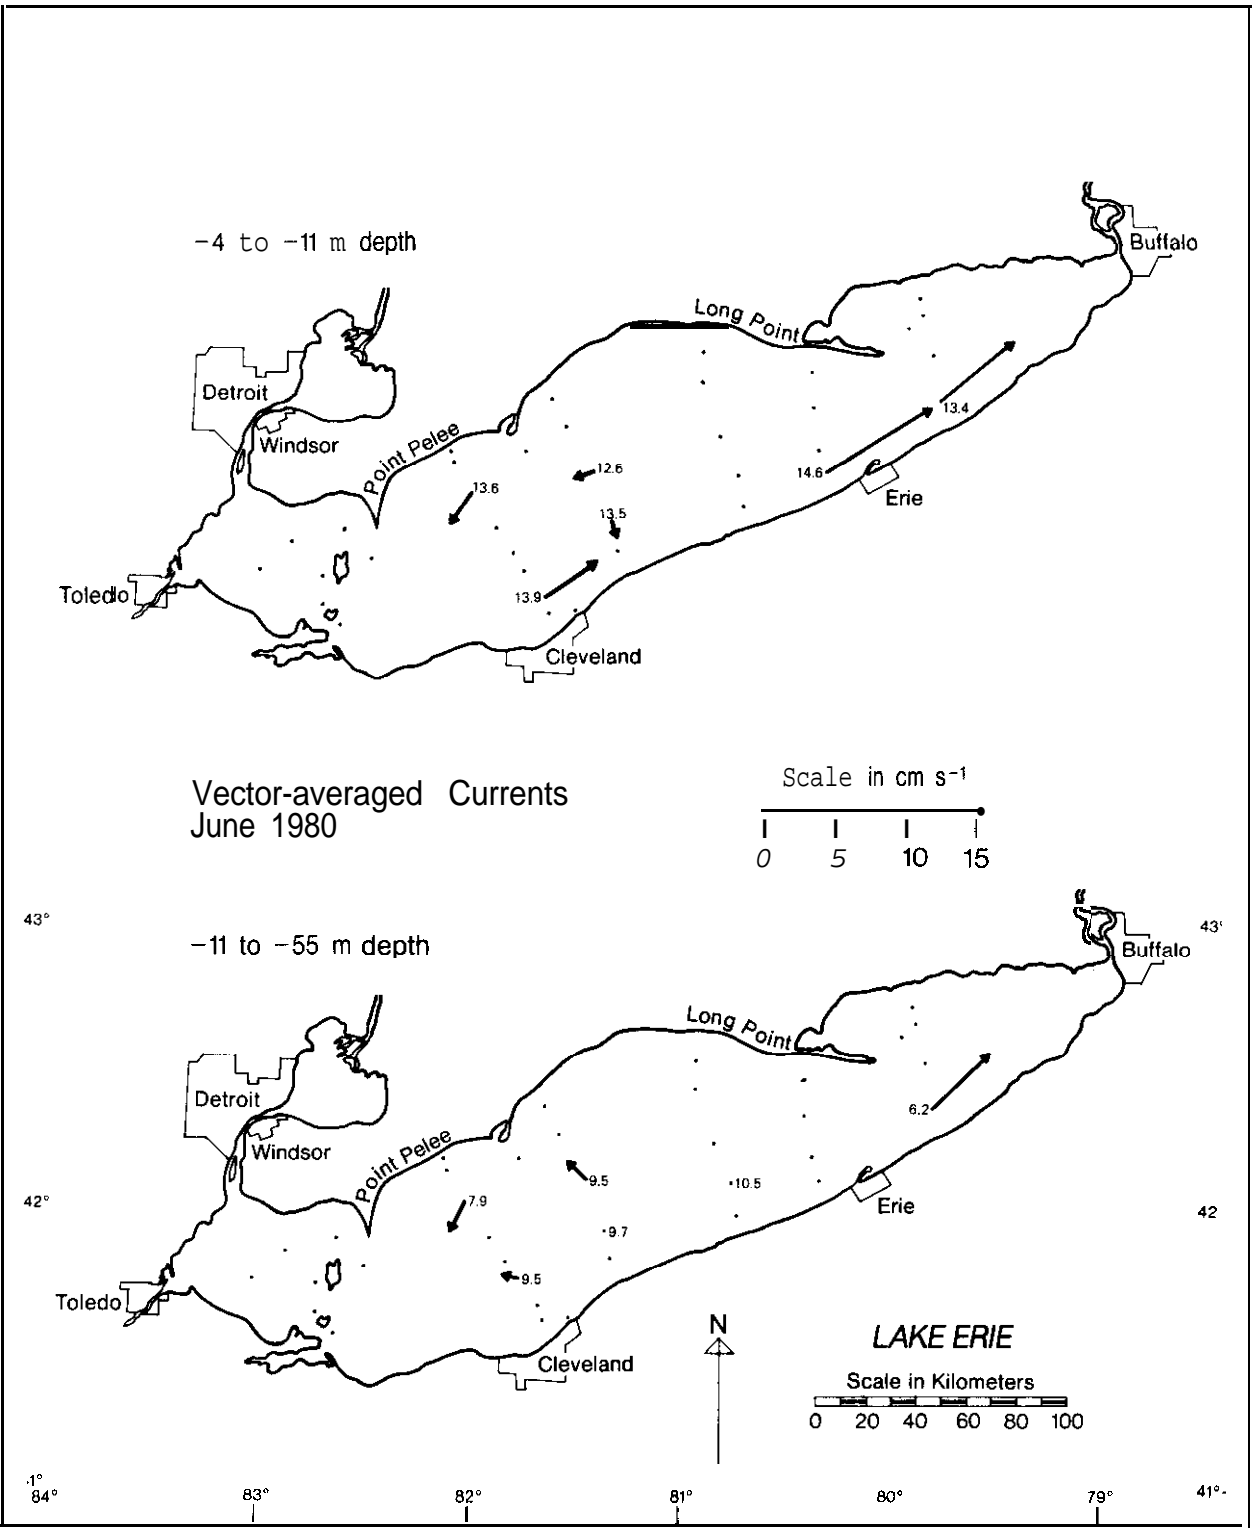 −4 to −11 m depth
Buffalo
Long Point
Detroit
Windsor
Point Pelee
13.4
12.6
14.6
13.6
Erie
13.5
Toledo
13.9
Cleveland
Vector-averaged Currents
June 1980
Scale in cm s⁻¹
0 5 10 15
43°
43°
−11 to −55 m depth
Buffalo
Long Point
Detroit
6.2
Windsor
Point Pelee
9.5
10.5
42°
7.9
Erie
42
9.7
9.5
Toledo
N
LAKE ERIE
Cleveland
Scale in Kilometers
0 20 40 60 80 100
1°
84° 83° 82° 81° 80° 79° 41°